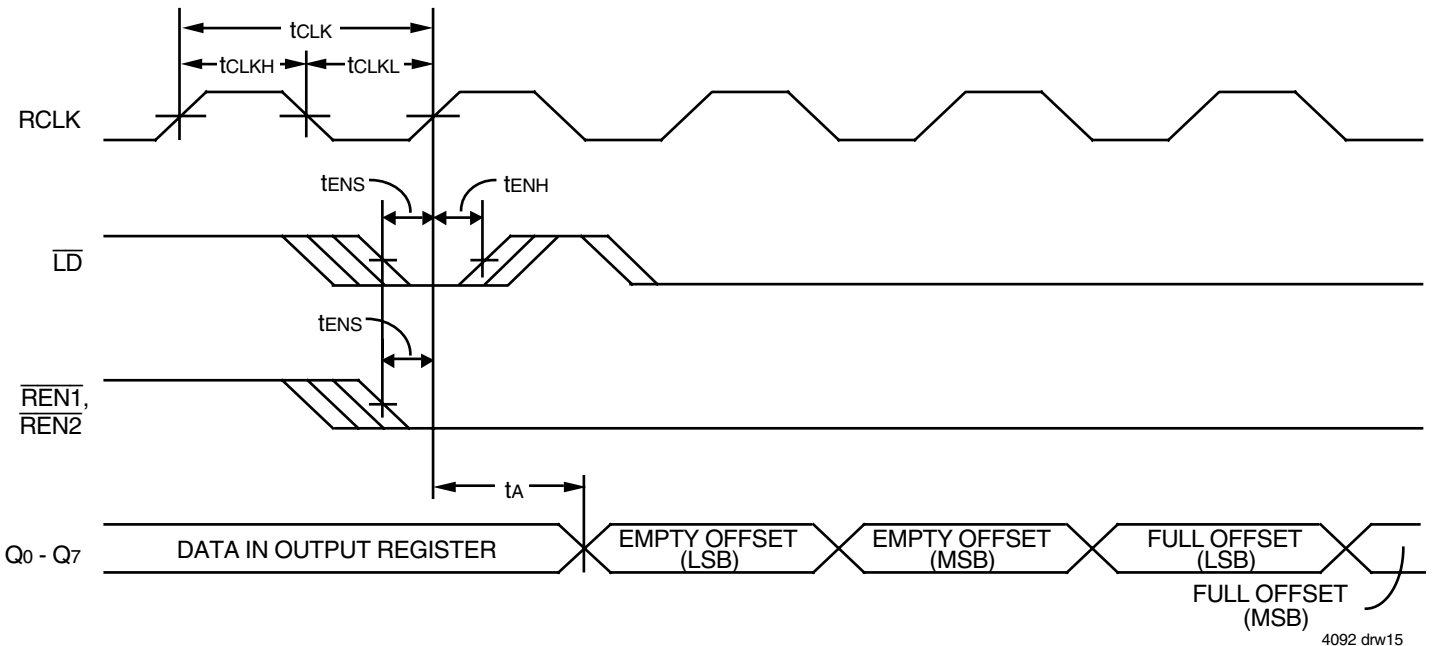 tCLK
tCLKH
tCLKL
RCLK
tENS
tENH
LD
tENS
REN1,
REN2
tA
Q0 - Q7
DATA IN OUTPUT REGISTER
EMPTY OFFSET
(LSB)
EMPTY OFFSET
(MSB)
FULL OFFSET
(LSB)
FULL OFFSET
(MSB)
4092 drw15